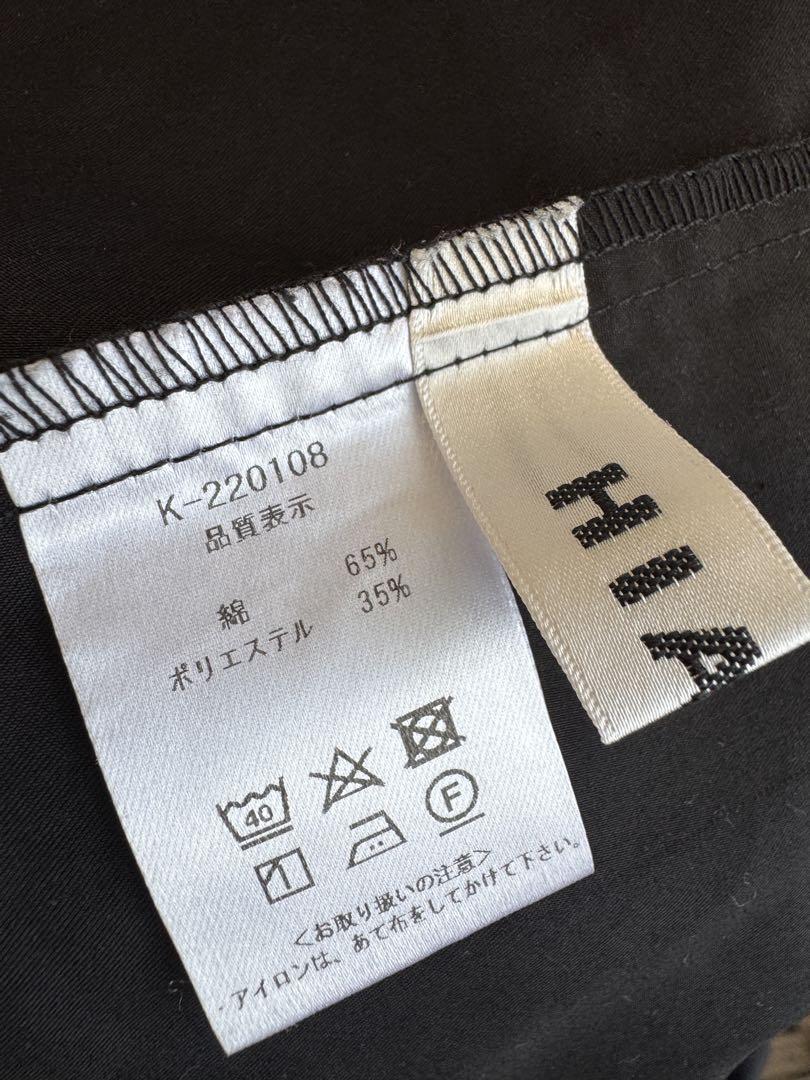 K-220108
品質表示
綿 65%
ポリエステル 35%
40
F
<お取り扱いの注意>
・アイロンは、あて布をしてかけて下さい。
HIA